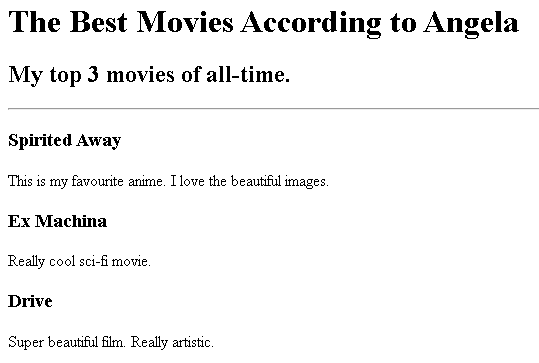 The Best Movies According to Angela
My top 3 movies of all-time.
Spirited Away
This is my favourite anime. I love the beautiful images.
Ex Machina
Really cool sci-fi movie.
Drive
Super beautiful film. Really artistic.